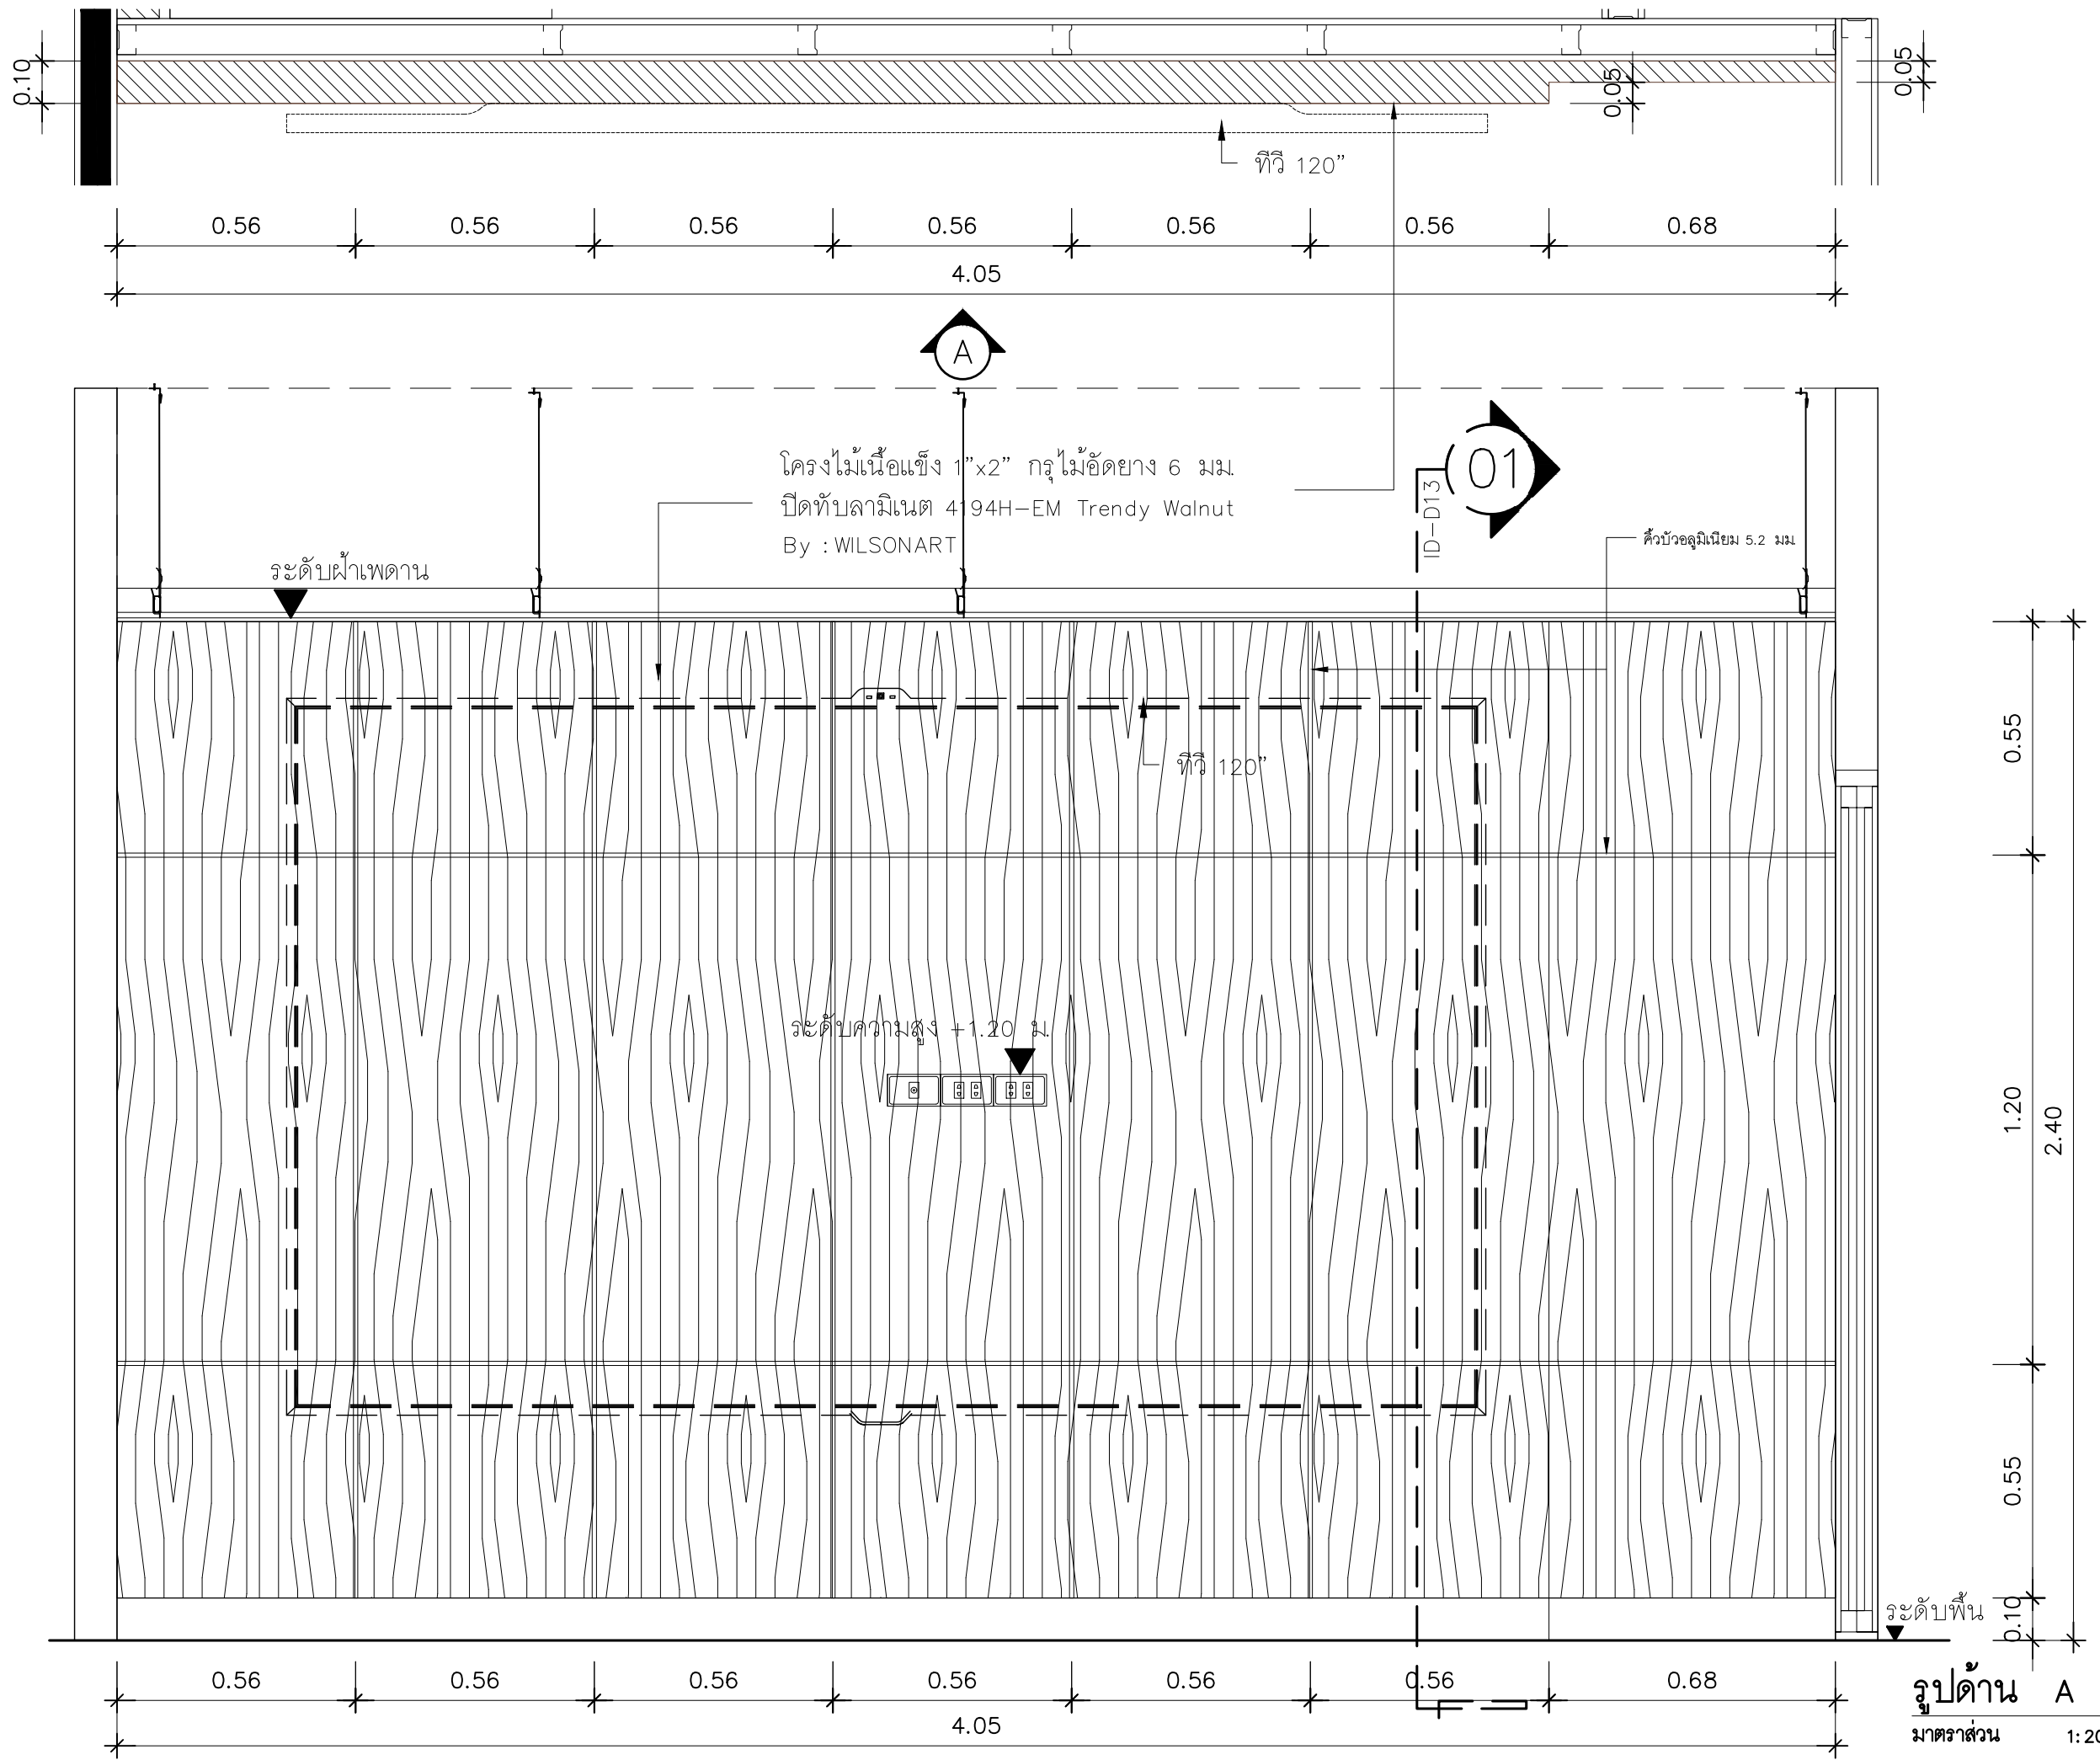 0.10
0.05
0.05
ทีวี 120"
0.56 0.56 0.56 0.56 0.56 0.56 0.68
4.05
A
01
ID-D13
โครงไม้เนื้อแข็ง 1"x2" กรุไม้อัดยาง 6 มม.
ปิดทับลามิเนต 4194H-EM Trendy Walnut
By : WILSONART
คิ้วบัวอลูมิเนียม 5.2 มม.
ระดับฝ้าเพดาน
ทีวี 120"
0.55
ระดับความสูง +1.20 ม.
1.20
2.40
0.55
0.10
ระดับพื้น
0.56 0.56 0.56 0.56 0.56 0.56 0.68
4.05
รูปด้าน A
มาตราส่วน 1:20